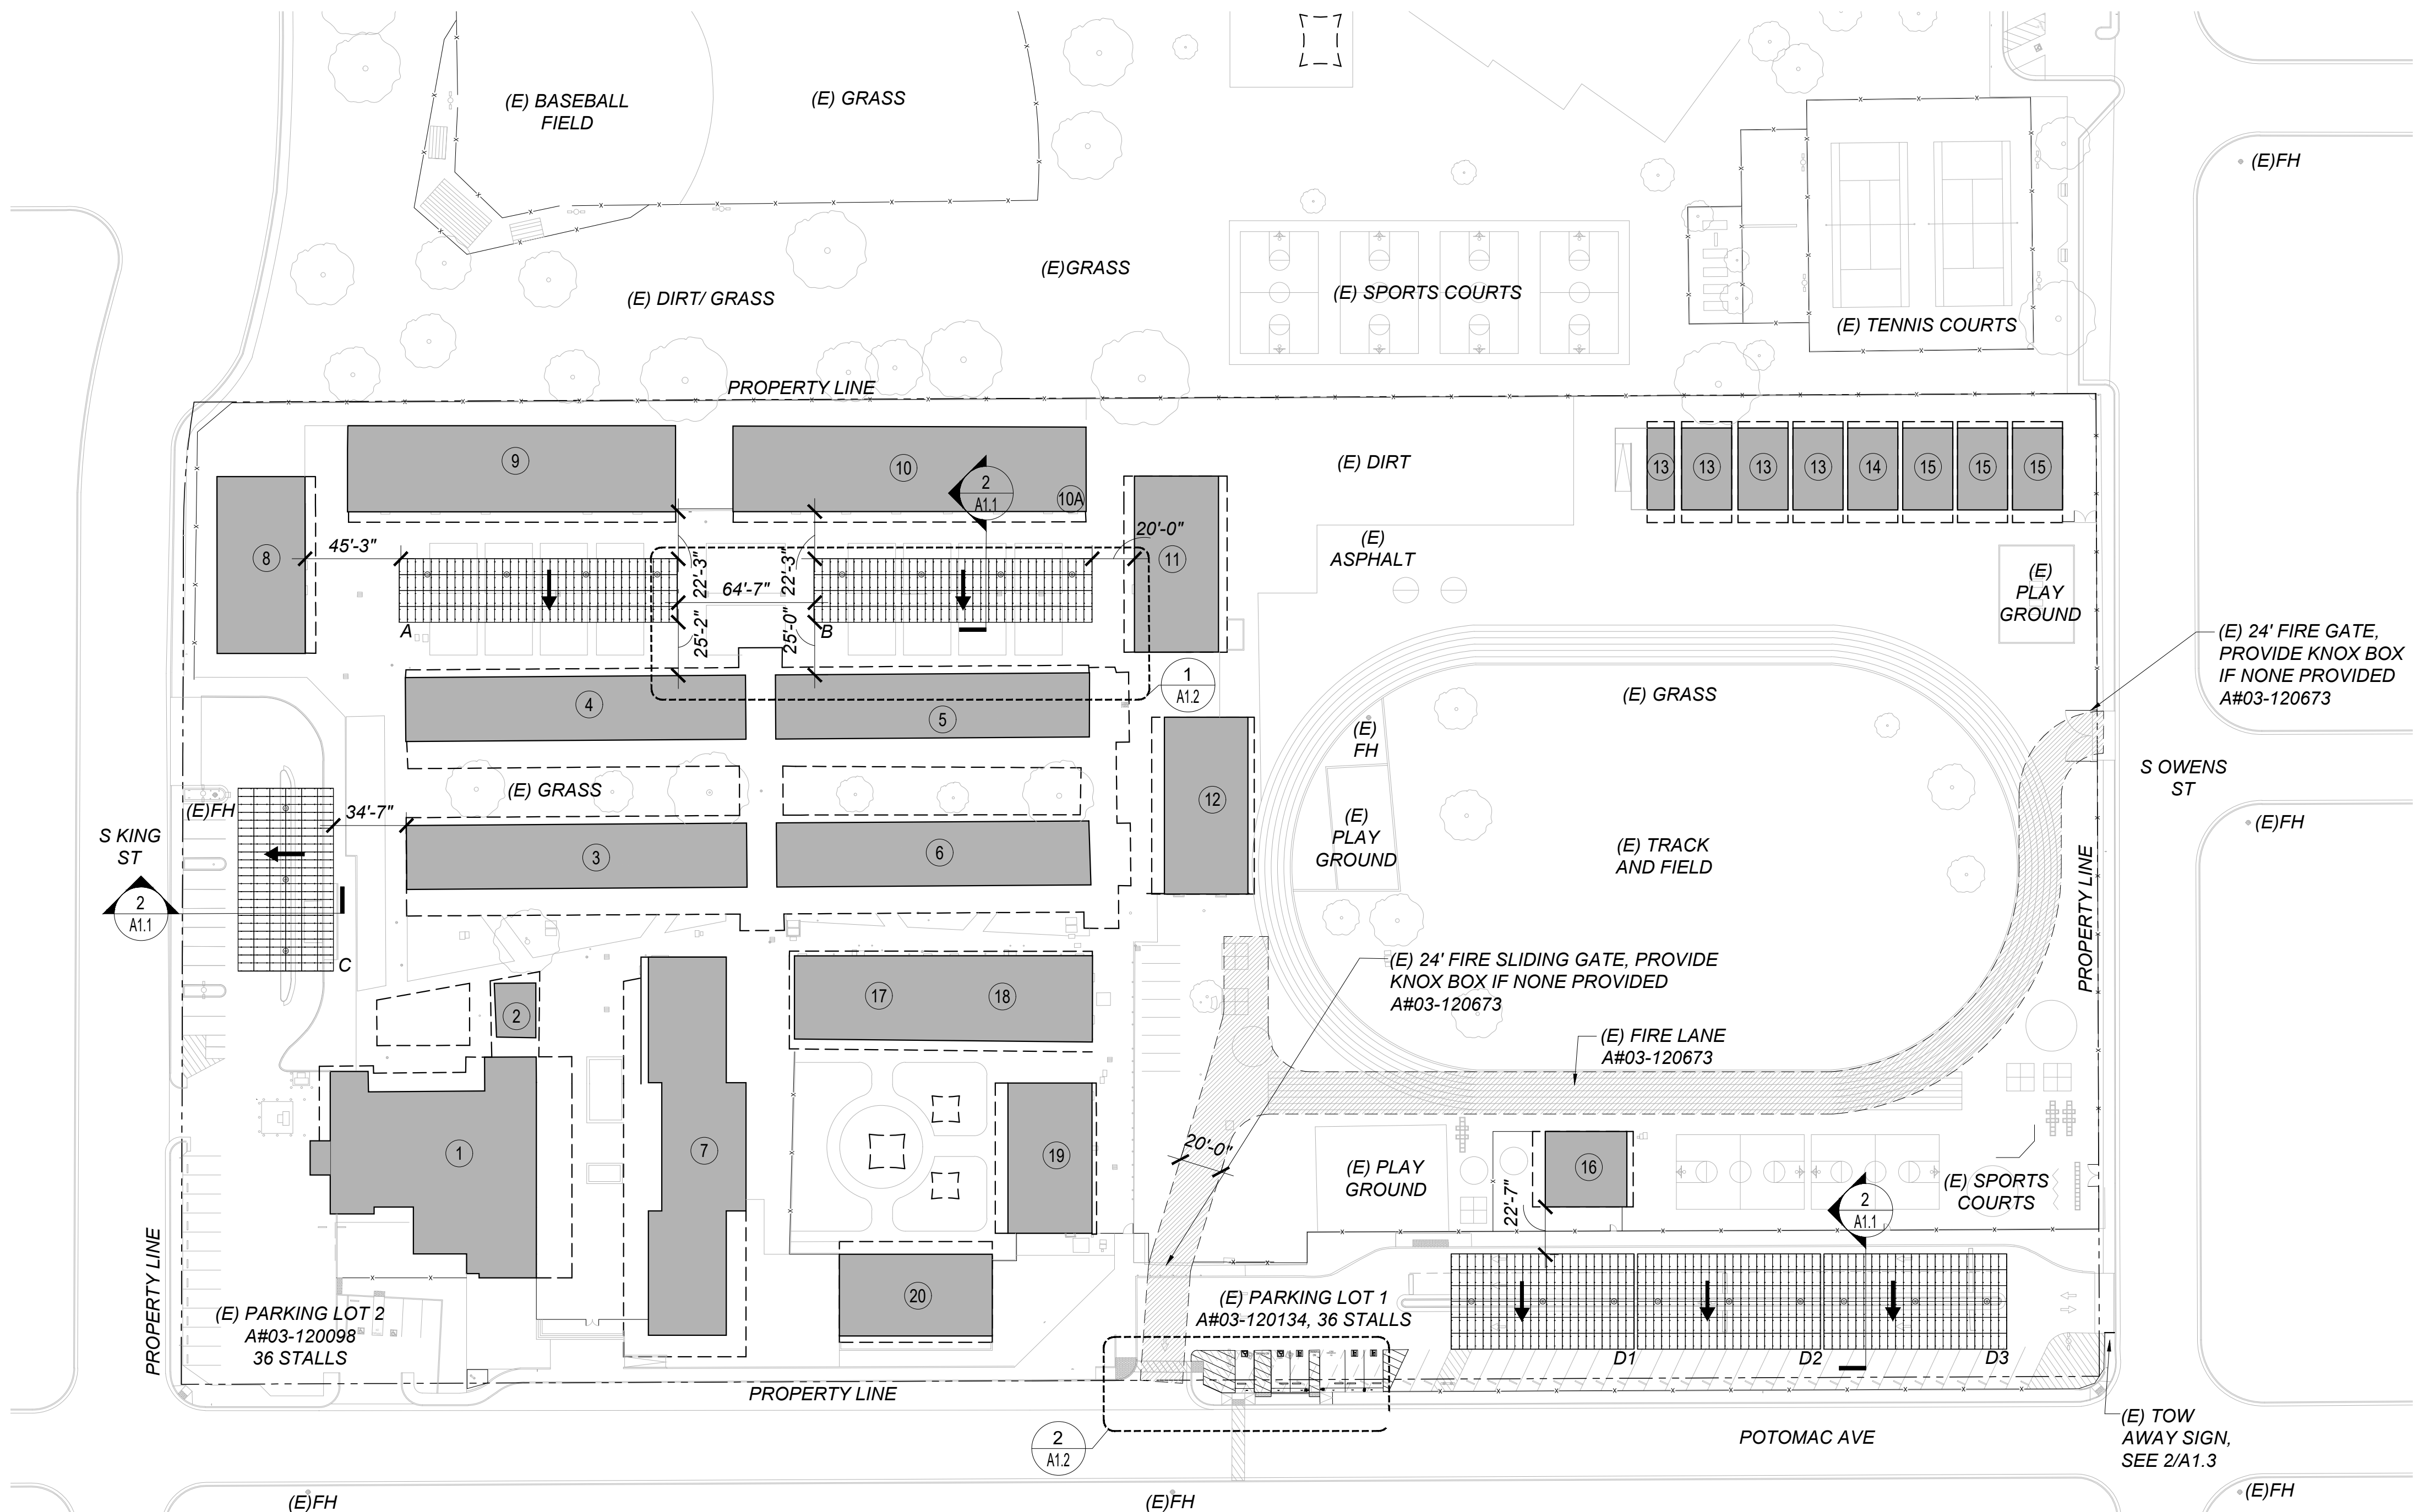 (E) BASEBALL
FIELD
(E) GRASS
(E)FH
(E)GRASS
(E) DIRT/ GRASS
(E) SPORTS COURTS
(E) TENNIS COURTS
PROPERTY LINE
9
10
10A
2
A1.1
(E) DIRT
13
13
13
13
14
15
15
15
8
45'-3"
22'-3"
22'-3"
64'-7"
20'-0"
11
(E)
ASPHALT
(E)
PLAY
GROUND
A
B
25'-2"
25'-0"
(E) 24' FIRE GATE,
PROVIDE KNOX BOX
IF NONE PROVIDED
A#03-120673
1
A1.2
4
5
(E) GRASS
(E)
FH
S OWENS
ST
(E) GRASS
12
(E)FH
34'-7"
S KING
ST
(E)FH
3
6
(E)
PLAY
GROUND
(E) TRACK
AND FIELD
PROPERTY LINE
2
A1.1
C
(E) 24' FIRE SLIDING GATE, PROVIDE
KNOX BOX IF NONE PROVIDED
A#03-120673
17
18
2
(E) FIRE LANE
A#03-120673
1
7
19
20'-0"
(E) PLAY
GROUND
16
22'-7"
2
A1.1
(E) SPORTS
COURTS
PROPERTY LINE
20
(E) PARKING LOT 2
A#03-120098
36 STALLS
(E) PARKING LOT 1
A#03-120134, 36 STALLS
D1
D2
D3
PROPERTY LINE
2
A1.2
POTOMAC AVE
(E) TOW
AWAY SIGN,
SEE 2/A1.3
(E)FH
(E)FH
(E)FH